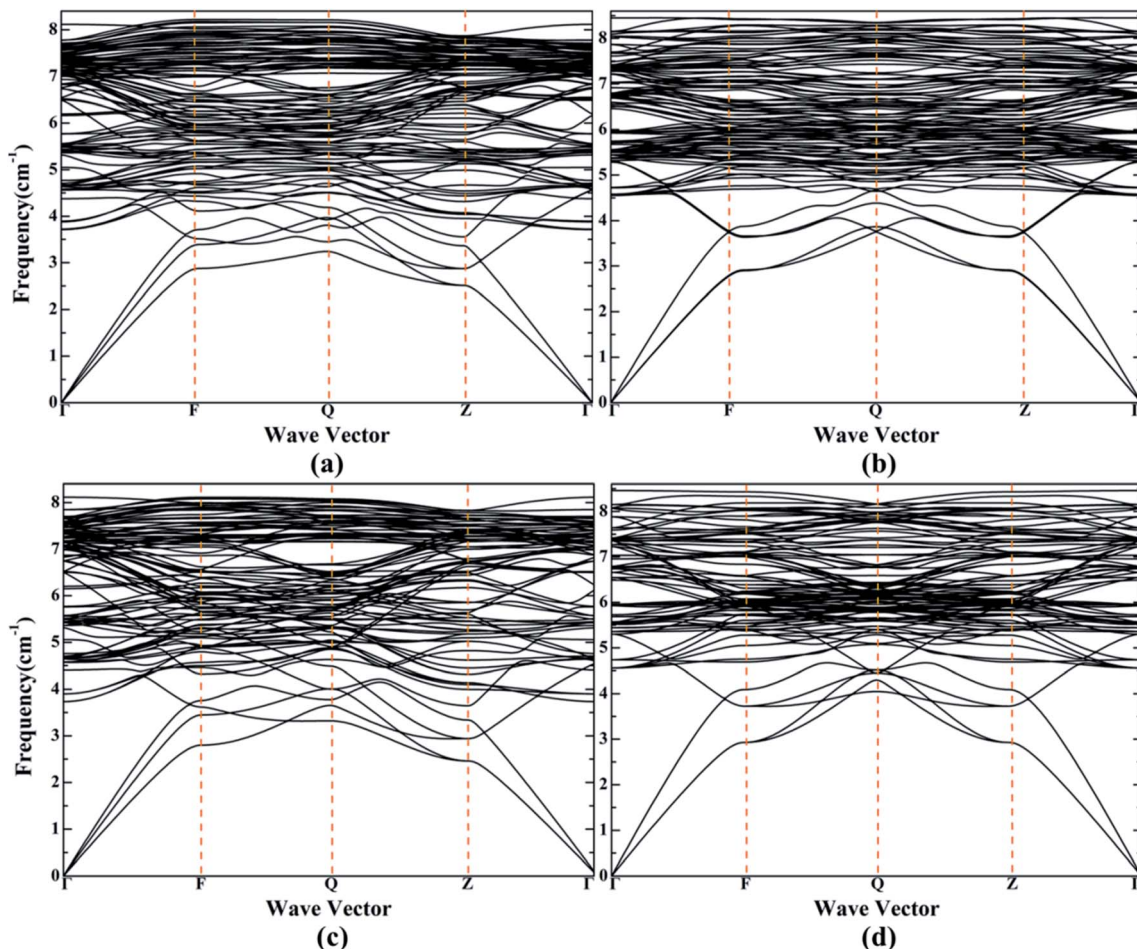 8
7
6
5
4
3
2
1
0
Frequency(cm⁻¹)
Γ F Q Z Γ
Wave Vector
(a)
8
7
6
5
4
3
2
1
0
Γ F Q Z Γ
Wave Vector
(b)
8
7
6
5
4
3
2
1
0
Frequency(cm⁻¹)
Γ F Q Z Γ
Wave Vector
(c)
8
7
6
5
4
3
2
1
0
Γ F Q Z Γ
Wave Vector
(d)